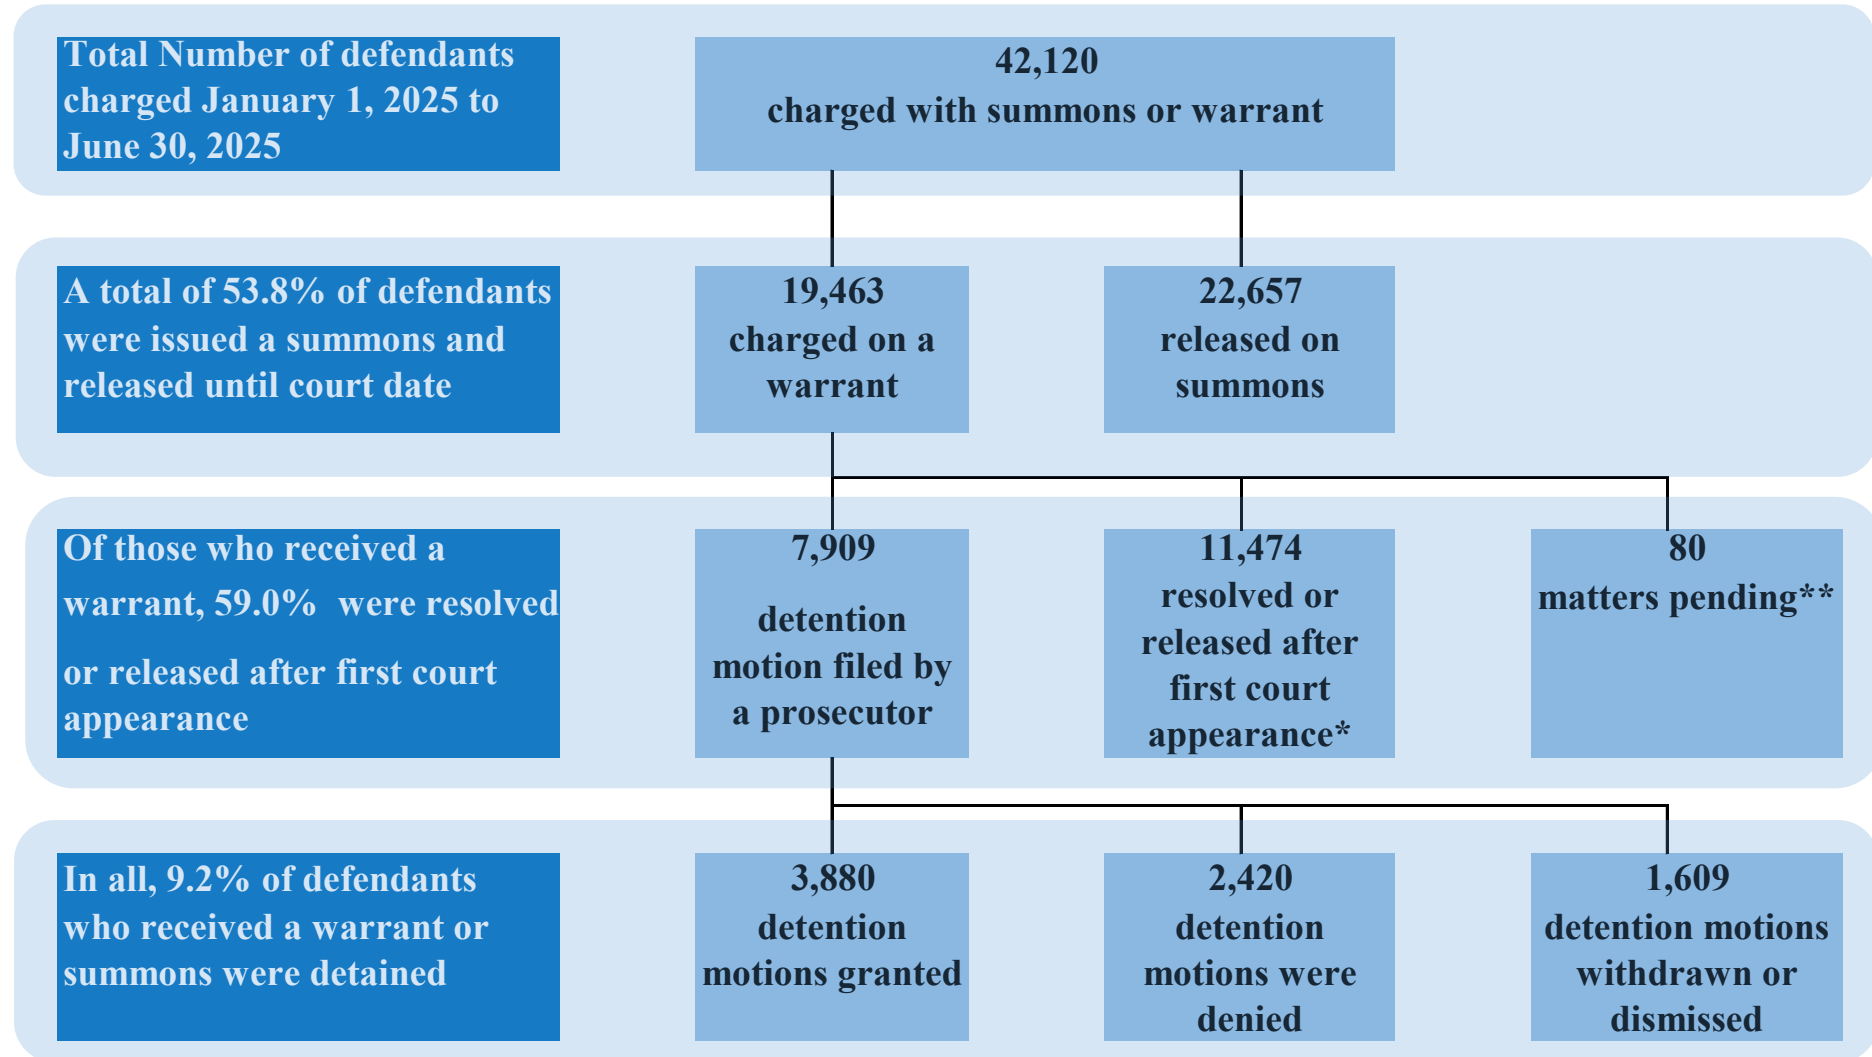 Total Number of defendants
charged January 1, 2025 to
June 30, 2025
42,120
charged with summons or warrant
A total of 53.8% of defendants
were issued a summons and
released until court date
19,463
charged on a
warrant
22,657
released on
summons
Of those who received a
warrant, 59.0% were resolved
or released after first court
appearance
7,909
detention
motion filed by
a prosecutor
11,474
resolved or
released after
first court
appearance*
80
matters pending**
In all, 9.2% of defendants
who received a warrant or
summons were detained
3,880
detention
motions granted
2,420
detention
motions were
denied
1,609
detention motions
withdrawn or
dismissed